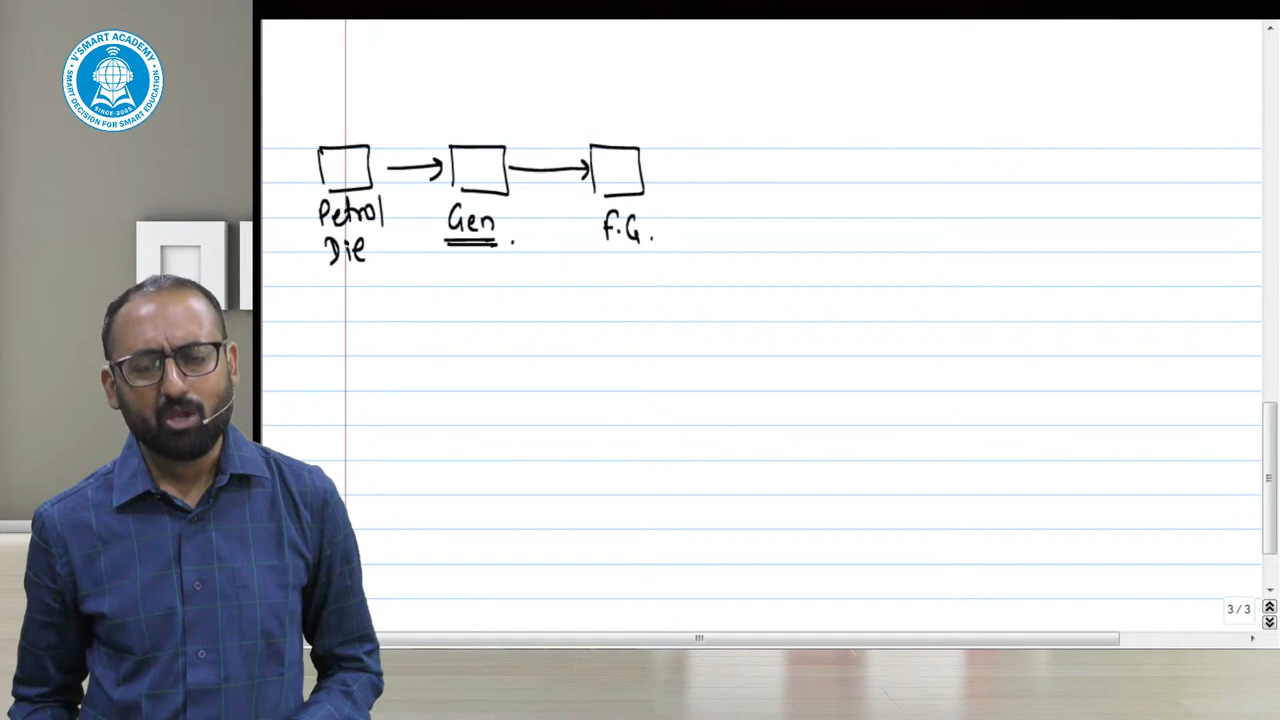 V'SMART ACADEMY
SMART DECISION FOR SMART EDUCATION
SINCE-2005
Petrol Gen. F.G.
Die
3/3